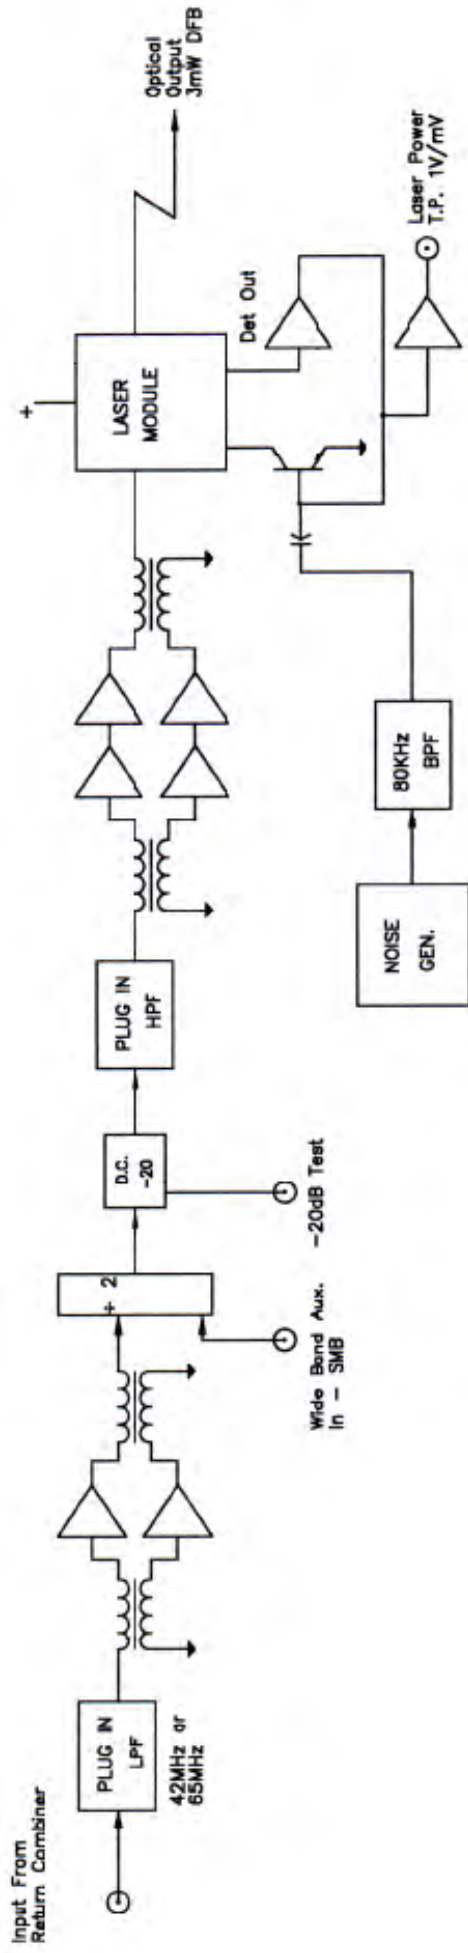 Input From
Return Combiner
PLUG IN
LPF
42MHz or
65MHz
÷ 2
Wide Band Aux.
In - SMB
D.C.
-20
-20dB Test
PLUG IN
HPF
+
LASER
MODULE
Optical
Output
3mW DFB
Det Out
Laser Power
T.P. 1V/mV
80KHz
BPF
NOISE
GEN.